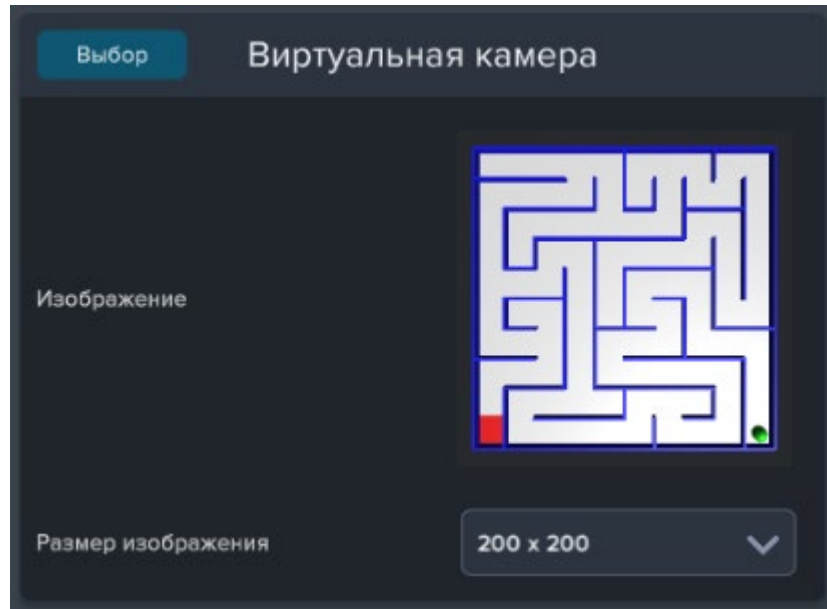 Выбор
Виртуальная камера
Изображение
Размер изображения
200 x 200